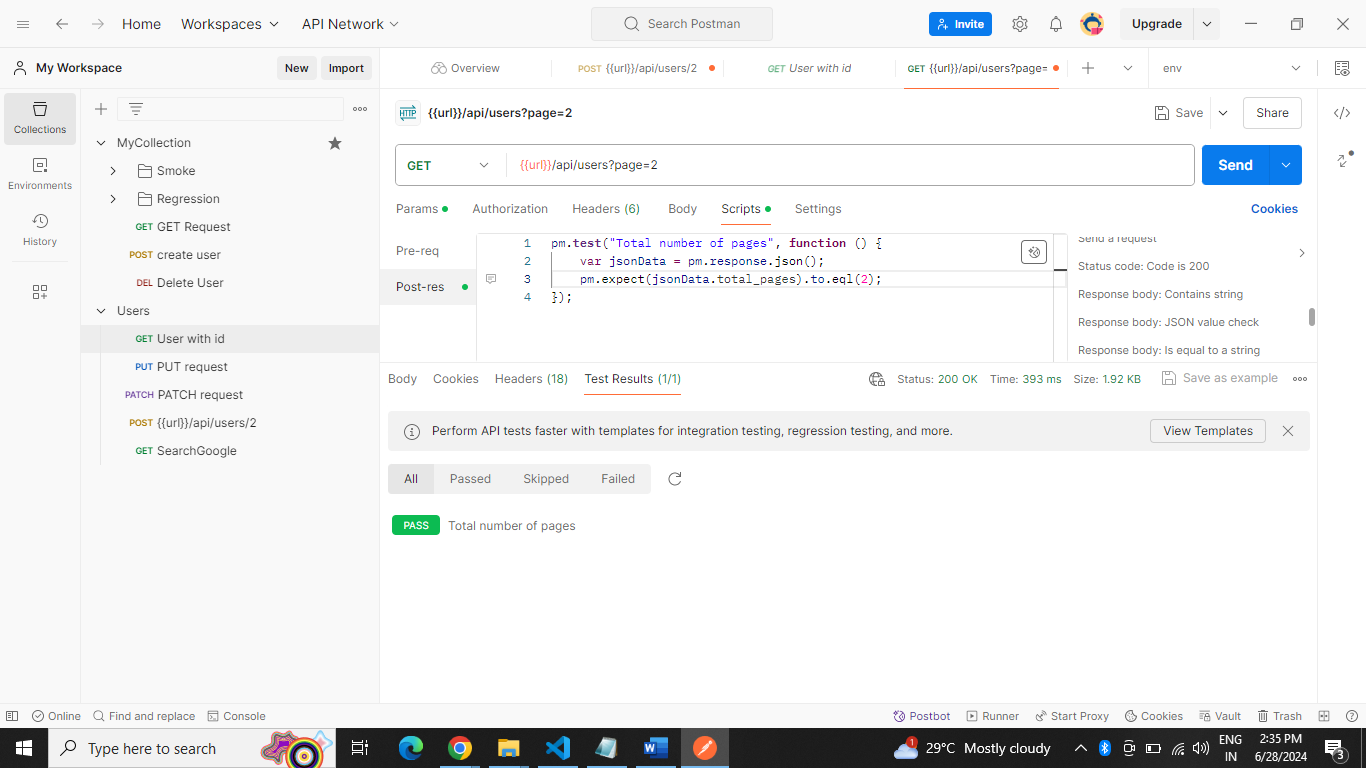 Home Workspaces API Network Search Postman Invite Upgrade
My Workspace New Import Overview POST {{url}}/api/users/2 GET User with id GET {{url}}/api/users?page= env
Collections
Environments
History
MyCollection
Smoke
Regression
GET GET Request
POST create user
DEL Delete User
Users
GET User with id
PUT PUT request
PATCH PATCH request
POST {{url}}/api/users/2
GET SearchGoogle
HTTP {{url}}/api/users?page=2 Save Share
GET {{url}}/api/users?page=2 Send
Params Authorization Headers (6) Body Scripts Settings Cookies
Pre-req
Post-res
1 pm.test("Total number of pages", function () {
2 var jsonData = pm.response.json();
3 pm.expect(jsonData.total_pages).to.eql(2);
4 });
Send a request
Status code: Code is 200
Response body: Contains string
Response body: JSON value check
Response body: Is equal to a string
Body Cookies Headers (18) Test Results (1/1) Status: 200 OK Time: 393 ms Size: 1.92 KB Save as example
Perform API tests faster with templates for integration testing, regression testing, and more. View Templates
All Passed Skipped Failed
PASS Total number of pages
Online Find and replace Console Postbot Runner Start Proxy Cookies Vault Trash
Type here to search 1 29°C Mostly cloudy ENG 2:35 PM
IN 6/28/2024 3